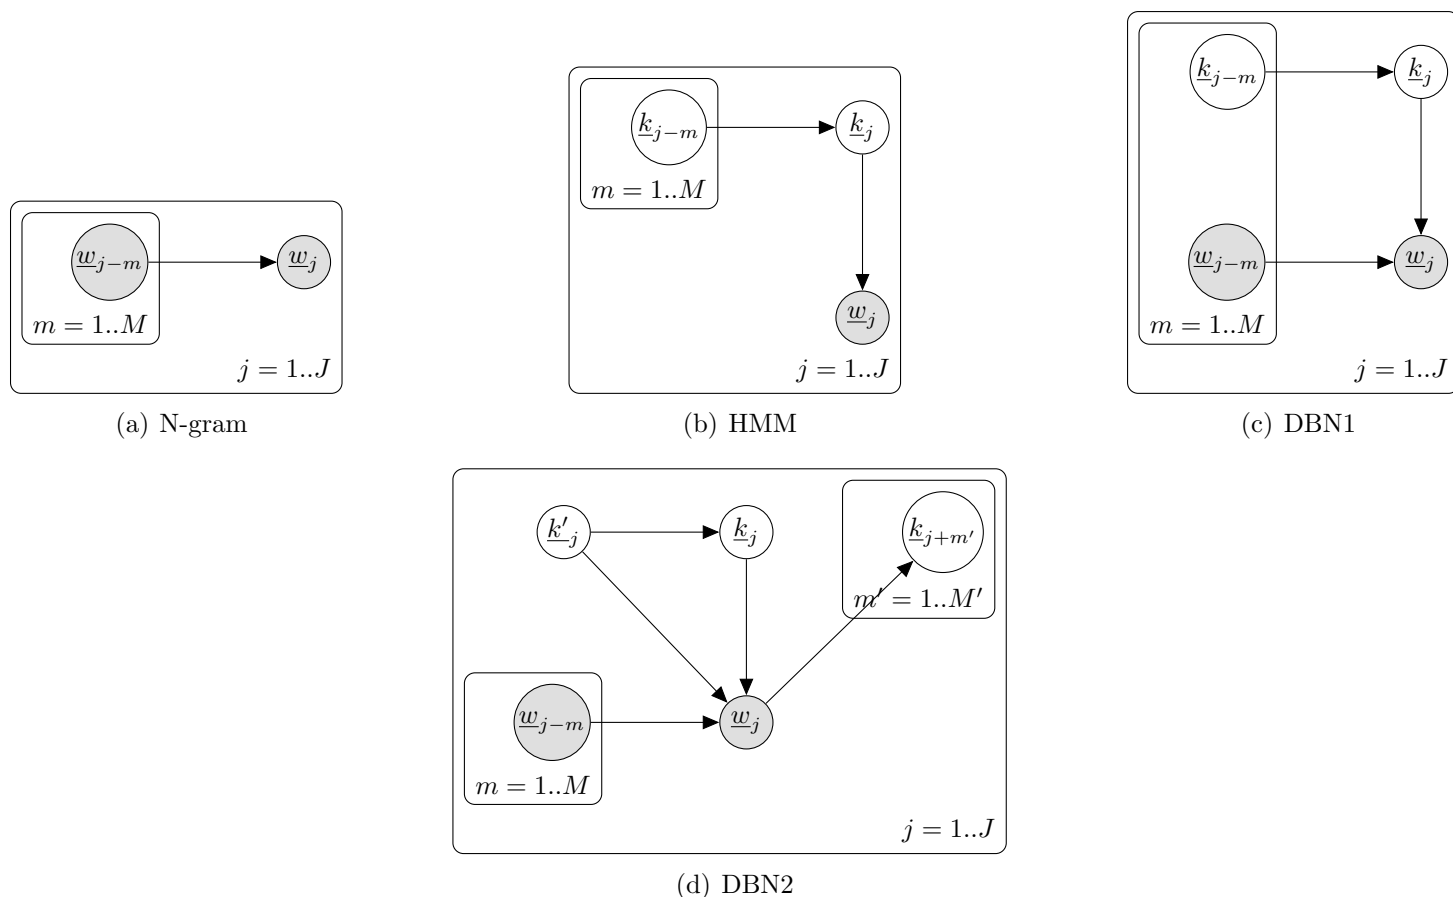 w_{j−m}
w_j
m = 1..M
j = 1..J
(a) N-gram
k_{j−m}
k_j
m = 1..M
w_j
j = 1..J
(b) HMM
k_{j−m}
k_j
w_{j−m}
w_j
m = 1..M
j = 1..J
(c) DBN1
k'_j
k_j
k_{j+m'}
m' = 1..M'
w_{j−m}
w_j
m = 1..M
j = 1..J
(d) DBN2